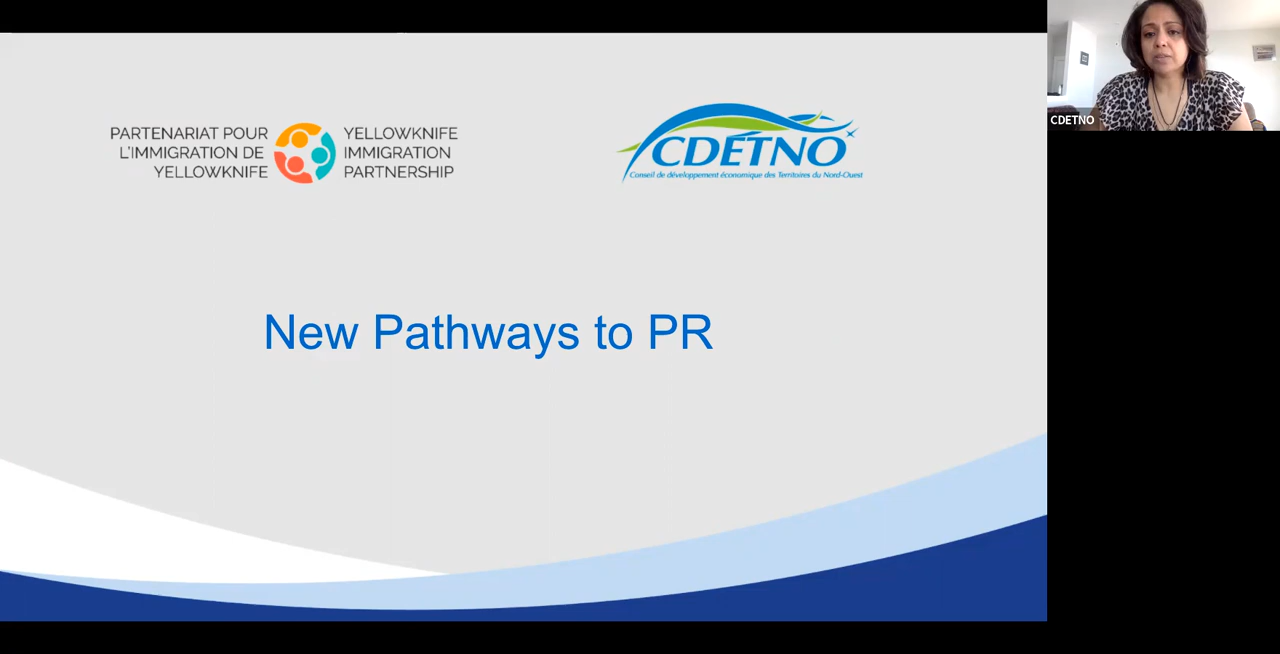 PARTENARIAT POUR
L'IMMIGRATION DE
YELLOWKNIFE
YELLOWKNIFE
IMMIGRATION
PARTNERSHIP
CDÉTNO
Conseil de développement économique des Territoires du Nord-Ouest
New Pathways to PR
CDETNO